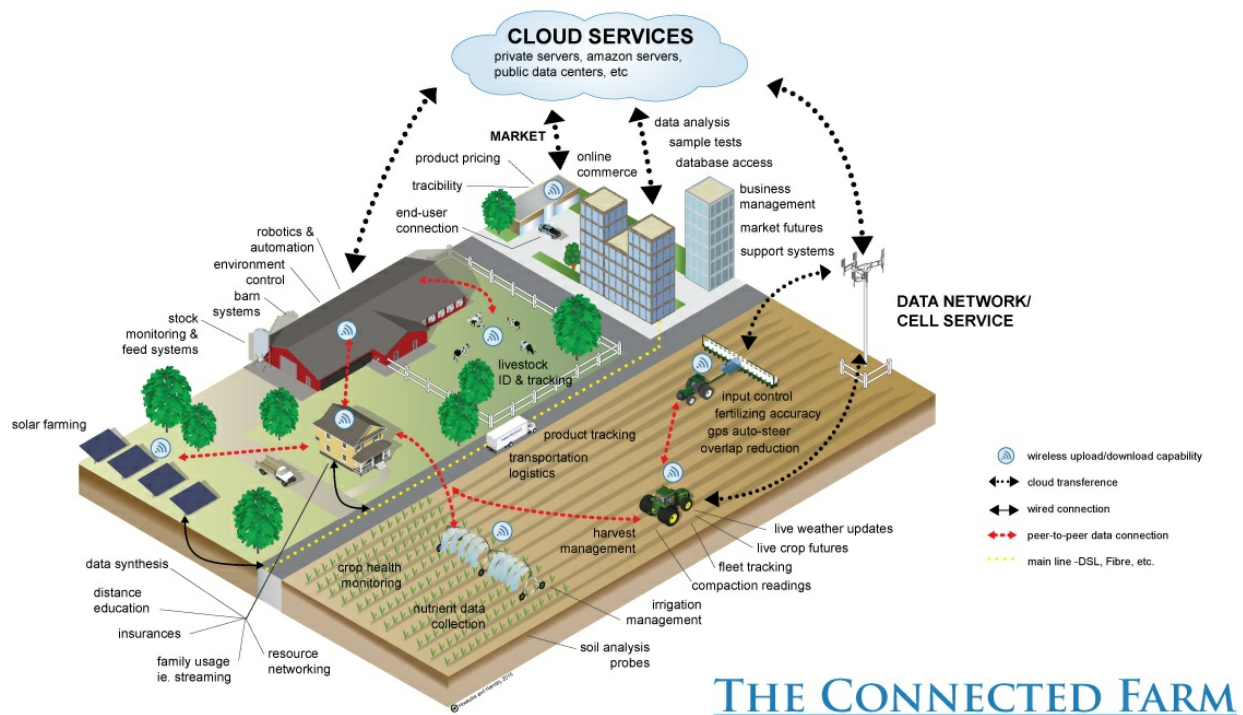 CLOUD SERVICES
private servers, amazon servers,
public data centers, etc
MARKET
product pricing
tracibility
end-user
connection
online
commerce
data analysis
sample tests
database access
business
management
market futures
support systems
robotics &
automation
environment
control
barn
systems
stock
monitoring &
feed systems
livestock
ID & tracking
DATA NETWORK/
CELL SERVICE
input control
fertilizing accuracy
gps auto-steer
overlap reduction
solar farming
product tracking
transportation
logistics
wireless upload/download capability
cloud transference
wired connection
peer-to-peer data connection
main line -DSL, Fibre, etc.
harvest
management
live weather updates
live crop futures
fleet tracking
compaction readings
crop health
monitoring
nutrient data
collection
irrigation
management
soil analysis
probes
data synthesis
distance
education
insurances
family usage
ie. streaming
resource
networking
THE CONNECTED FARM